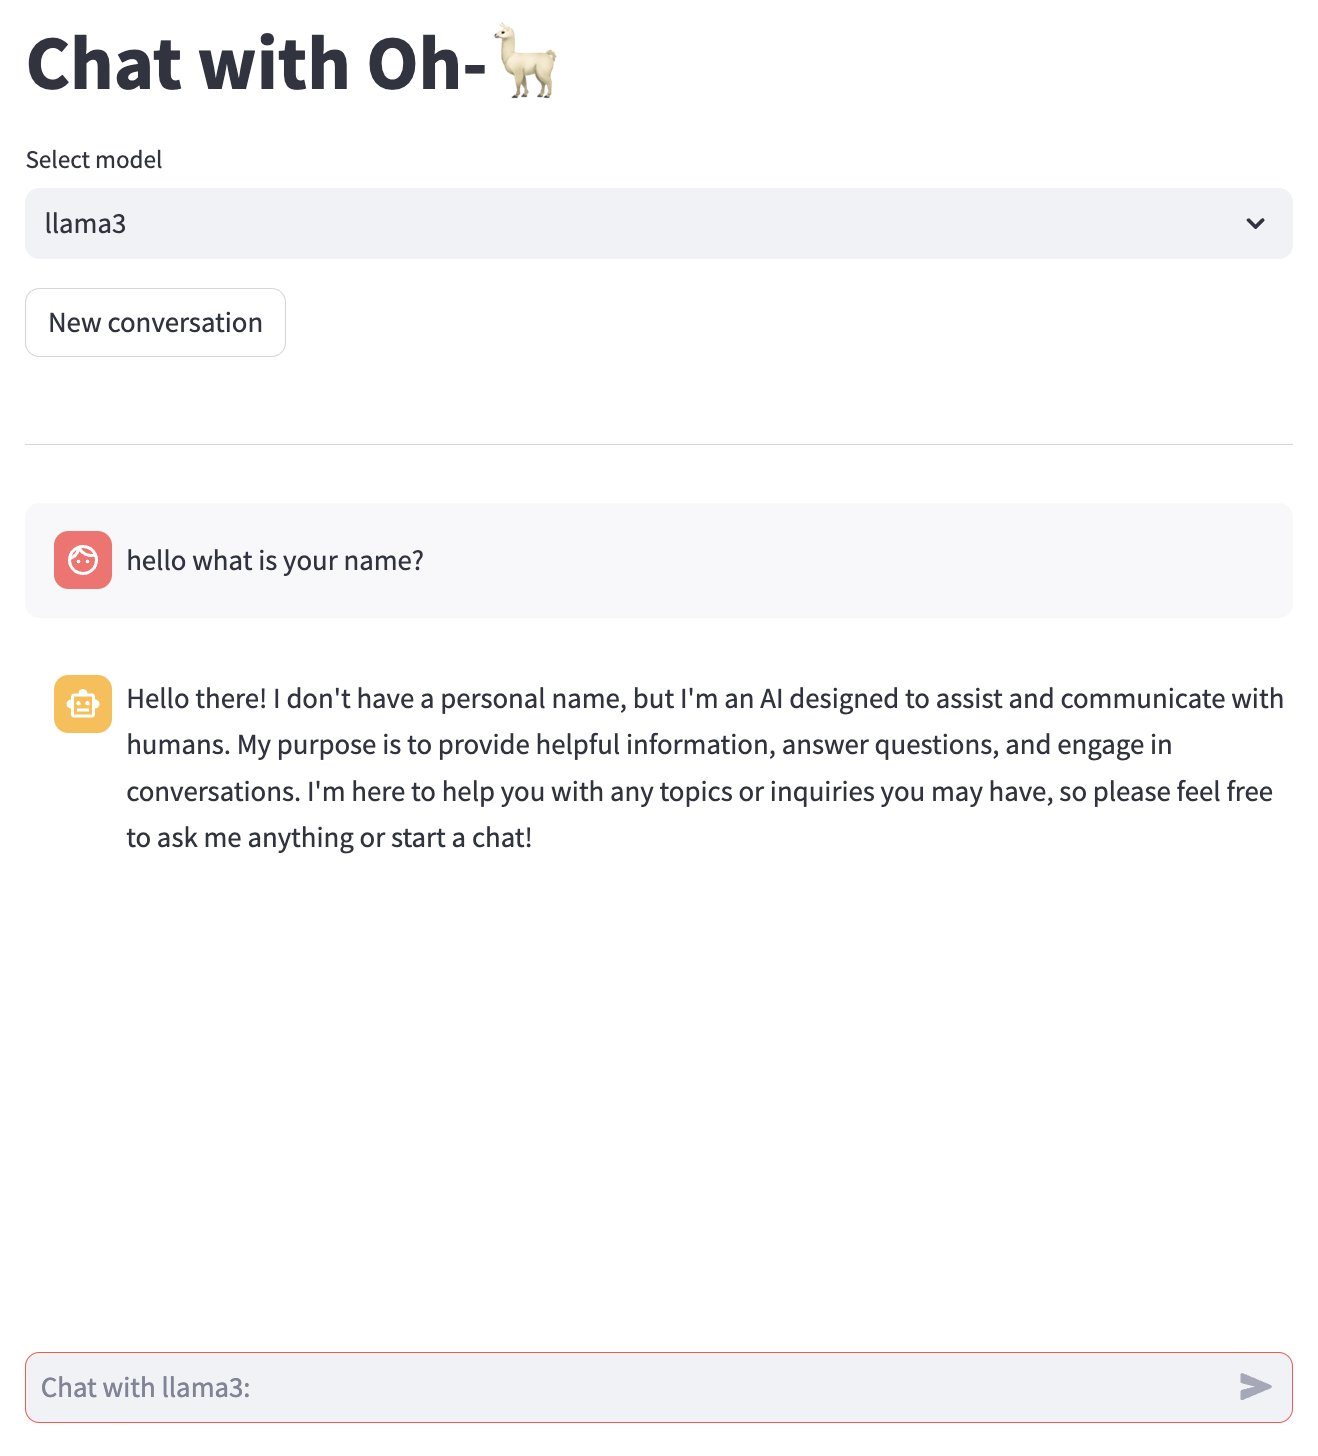 Chat with Oh-🦙
Select model
llama3
New conversation
hello what is your name?
Hello there! I don't have a personal name, but I'm an AI designed to assist and communicate with
humans. My purpose is to provide helpful information, answer questions, and engage in
conversations. I'm here to help you with any topics or inquiries you may have, so please feel free
to ask me anything or start a chat!
Chat with llama3: